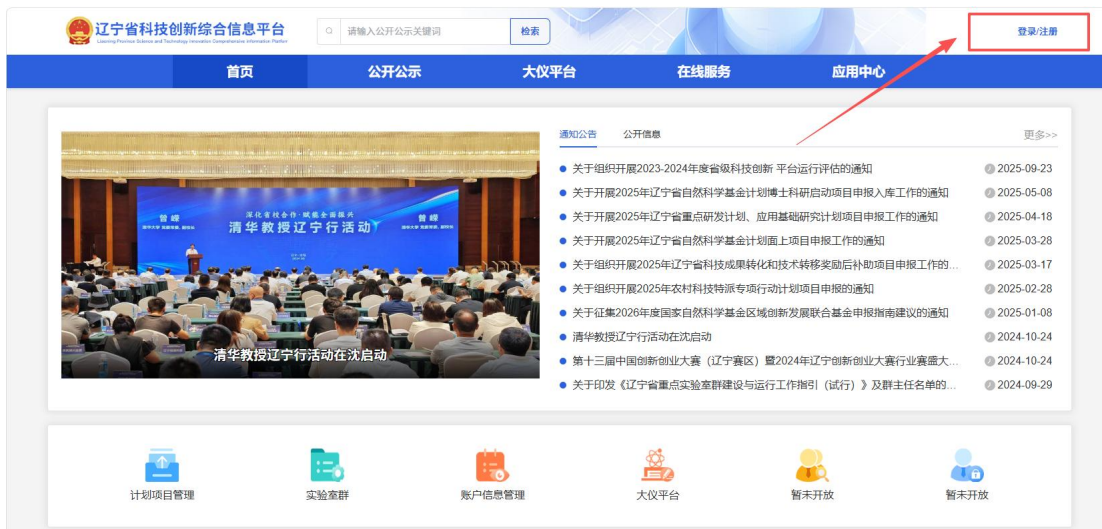 辽宁省科技创新综合信息平台
Liaoning Province Science and Technology Innovation Comprehensive Information Platform
请输入公开公示关键词
检索
登录/注册
首页
公开公示
大仪平台
在线服务
应用中心
通知公告
公开信息
更多>>
关于组织开展2023-2024年度省级科技创新 平台运行评估的通知 2025-09-23
关于开展2025年辽宁省自然科学基金计划博士科研启动项目申报入库工作的通知 2025-05-08
关于开展2025年辽宁省重点研发计划、应用基础研究计划项目申报工作的通知 2025-04-18
关于开展2025年辽宁省自然科学基金计划面上项目申报工作的通知 2025-03-28
关于组织开展2025年辽宁省科技成果转化和技术转移奖励后补助项目申报工作的... 2025-03-17
关于组织开展2025年农村科技特派专项行动计划项目申报的通知 2025-02-28
关于征集2026年度国家自然科学基金区域创新发展联合基金申报指南建议的通知 2025-01-08
清华教授辽宁行活动在沈启动 2024-10-24
第十三届中国创新创业大赛（辽宁赛区）暨2024年辽宁创新创业大赛行业赛盛大... 2024-10-24
关于印发《辽宁省重点实验室群建设与运行工作指引（试行）》及群主任名单的... 2024-09-29
深化省校合作·赋能全面振兴
清华教授辽宁行活动
曾嵘
曾嵘
清华教授辽宁行活动在沈启动
计划项目管理
实验室群
账户信息管理
大仪平台
暂未开放
暂未开放